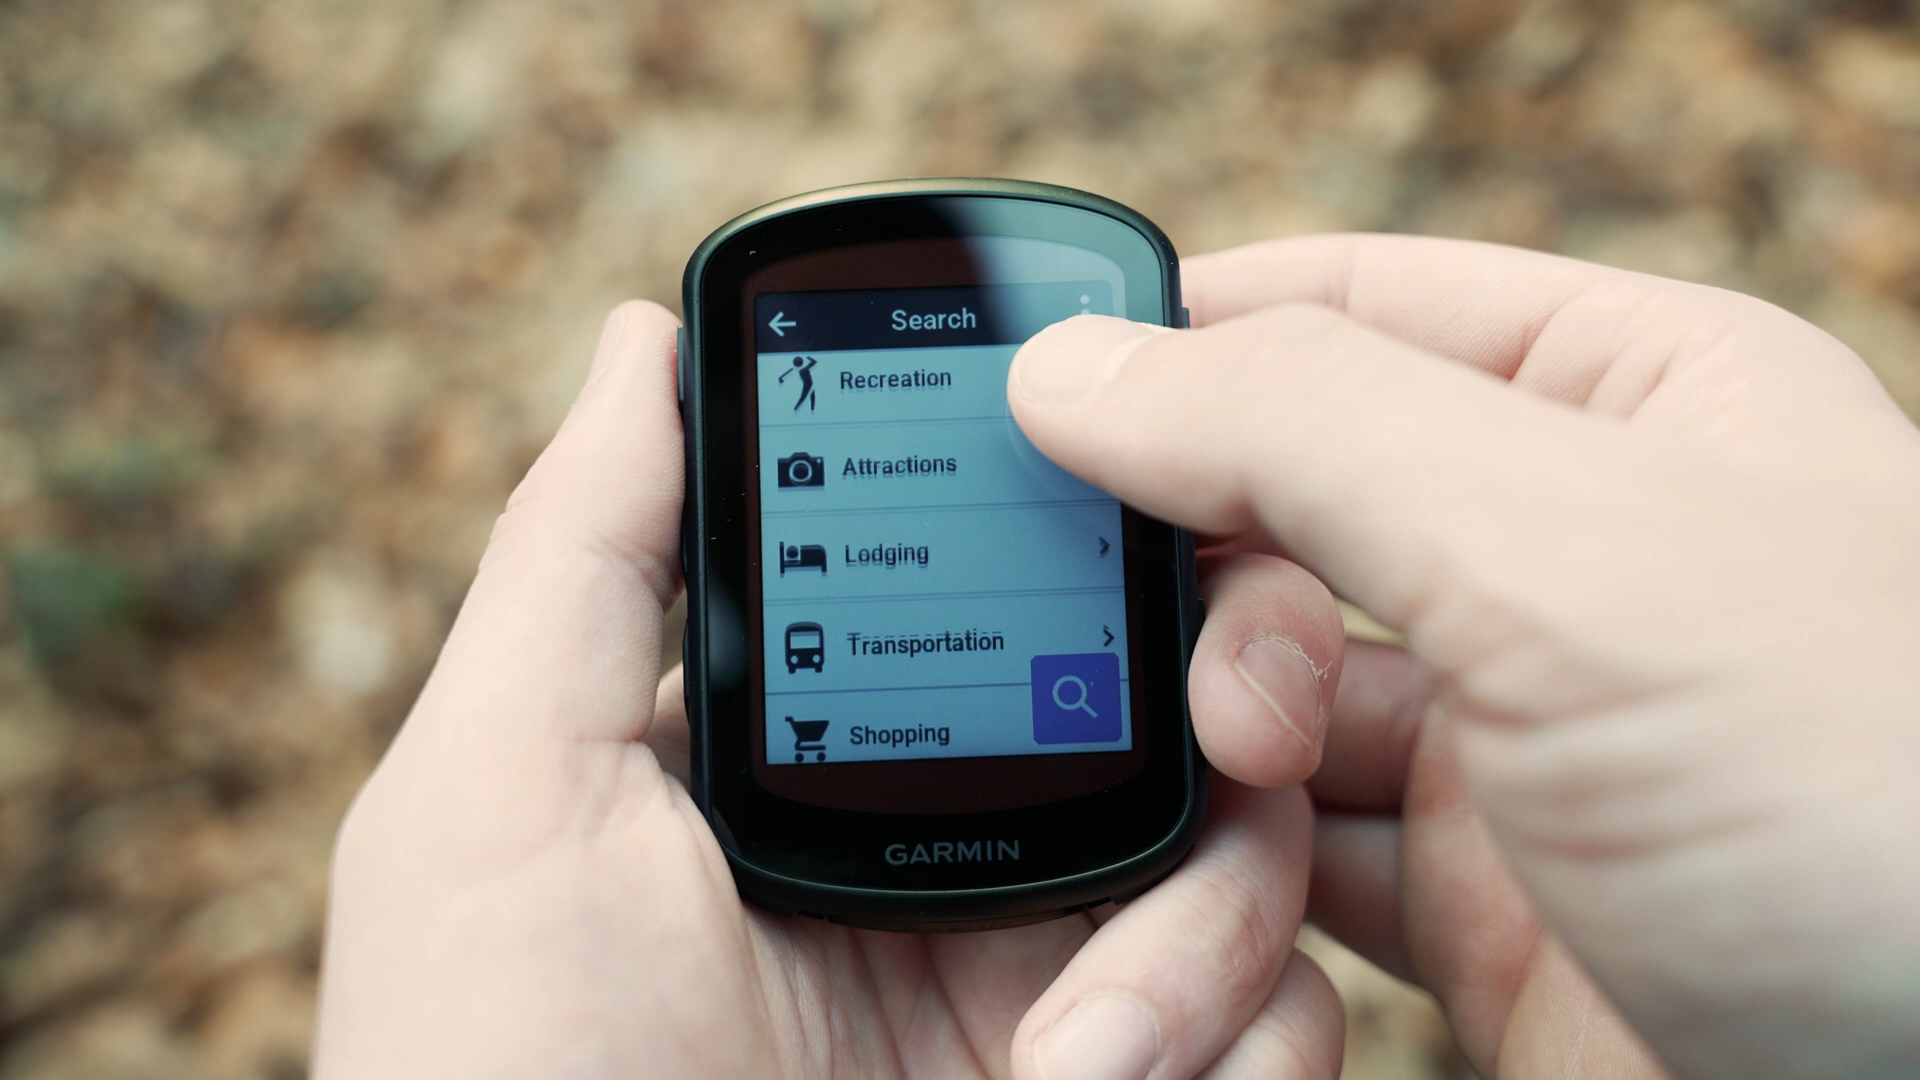 Search
Recreation
Attractions
Lodging
Transportation
Shopping
GARMIN